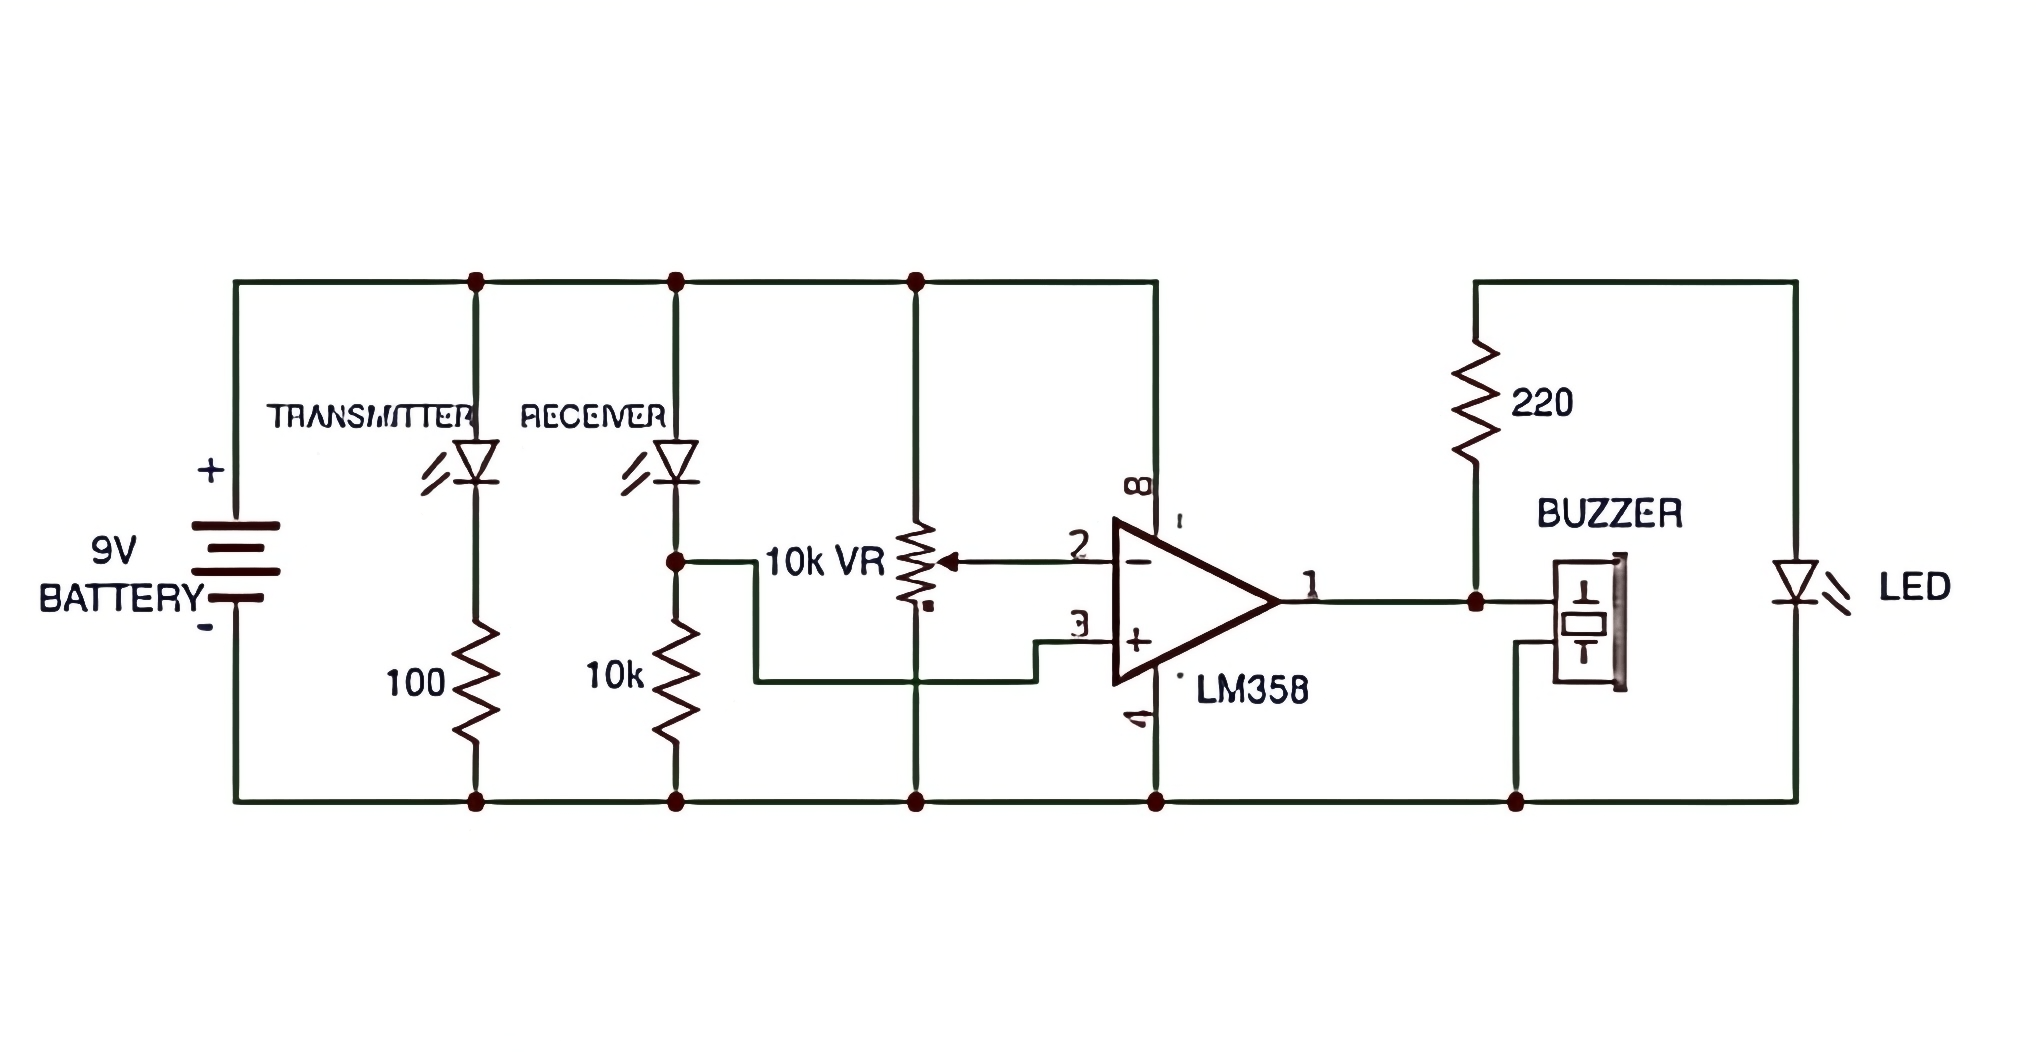 TRANSMITTER
RECEIVER
220
+
8
BUZZER
9V
BATTERY
-
10k VR
2
-
1
LED
3
+
100
10k
LM358
4